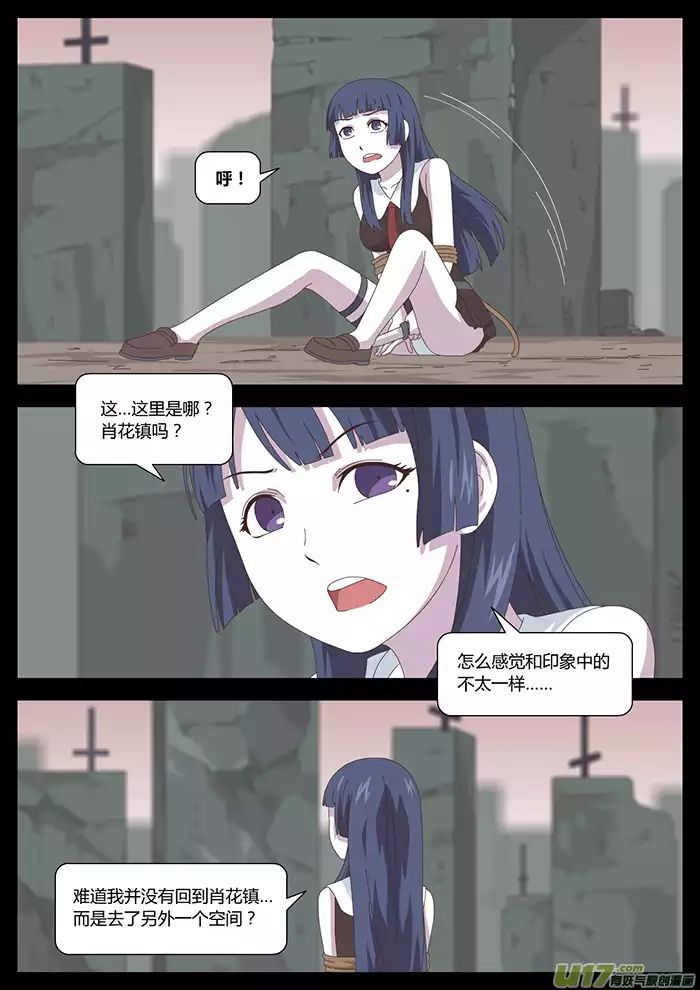 呼！
这...这里是哪？
肖花镇吗？
怎么感觉和印象中的
不太一样......
难道我并没有回到肖花镇...
而是去了另外一个空间？
U17.com
有妖气原创漫画